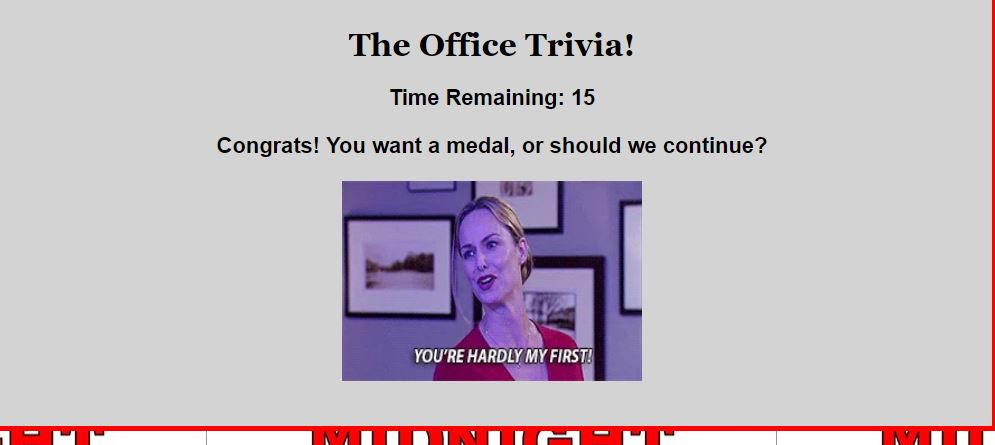 The Office Trivia!
Time Remaining: 15
Congrats! You want a medal, or should we continue?
YOU'RE HARDLY MY FIRST!
MIDNIGHT